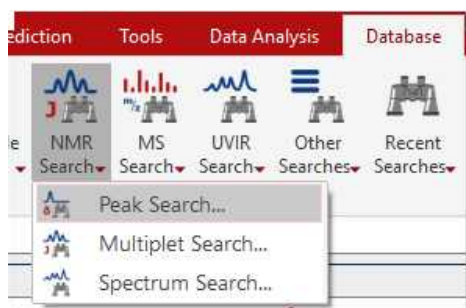 ediction Tools Data Analysis Database
e NMR MS UVIR Other Recent
Search Search Search Searches Searches
Peak Search...
Multiplet Search...
Spectrum Search...